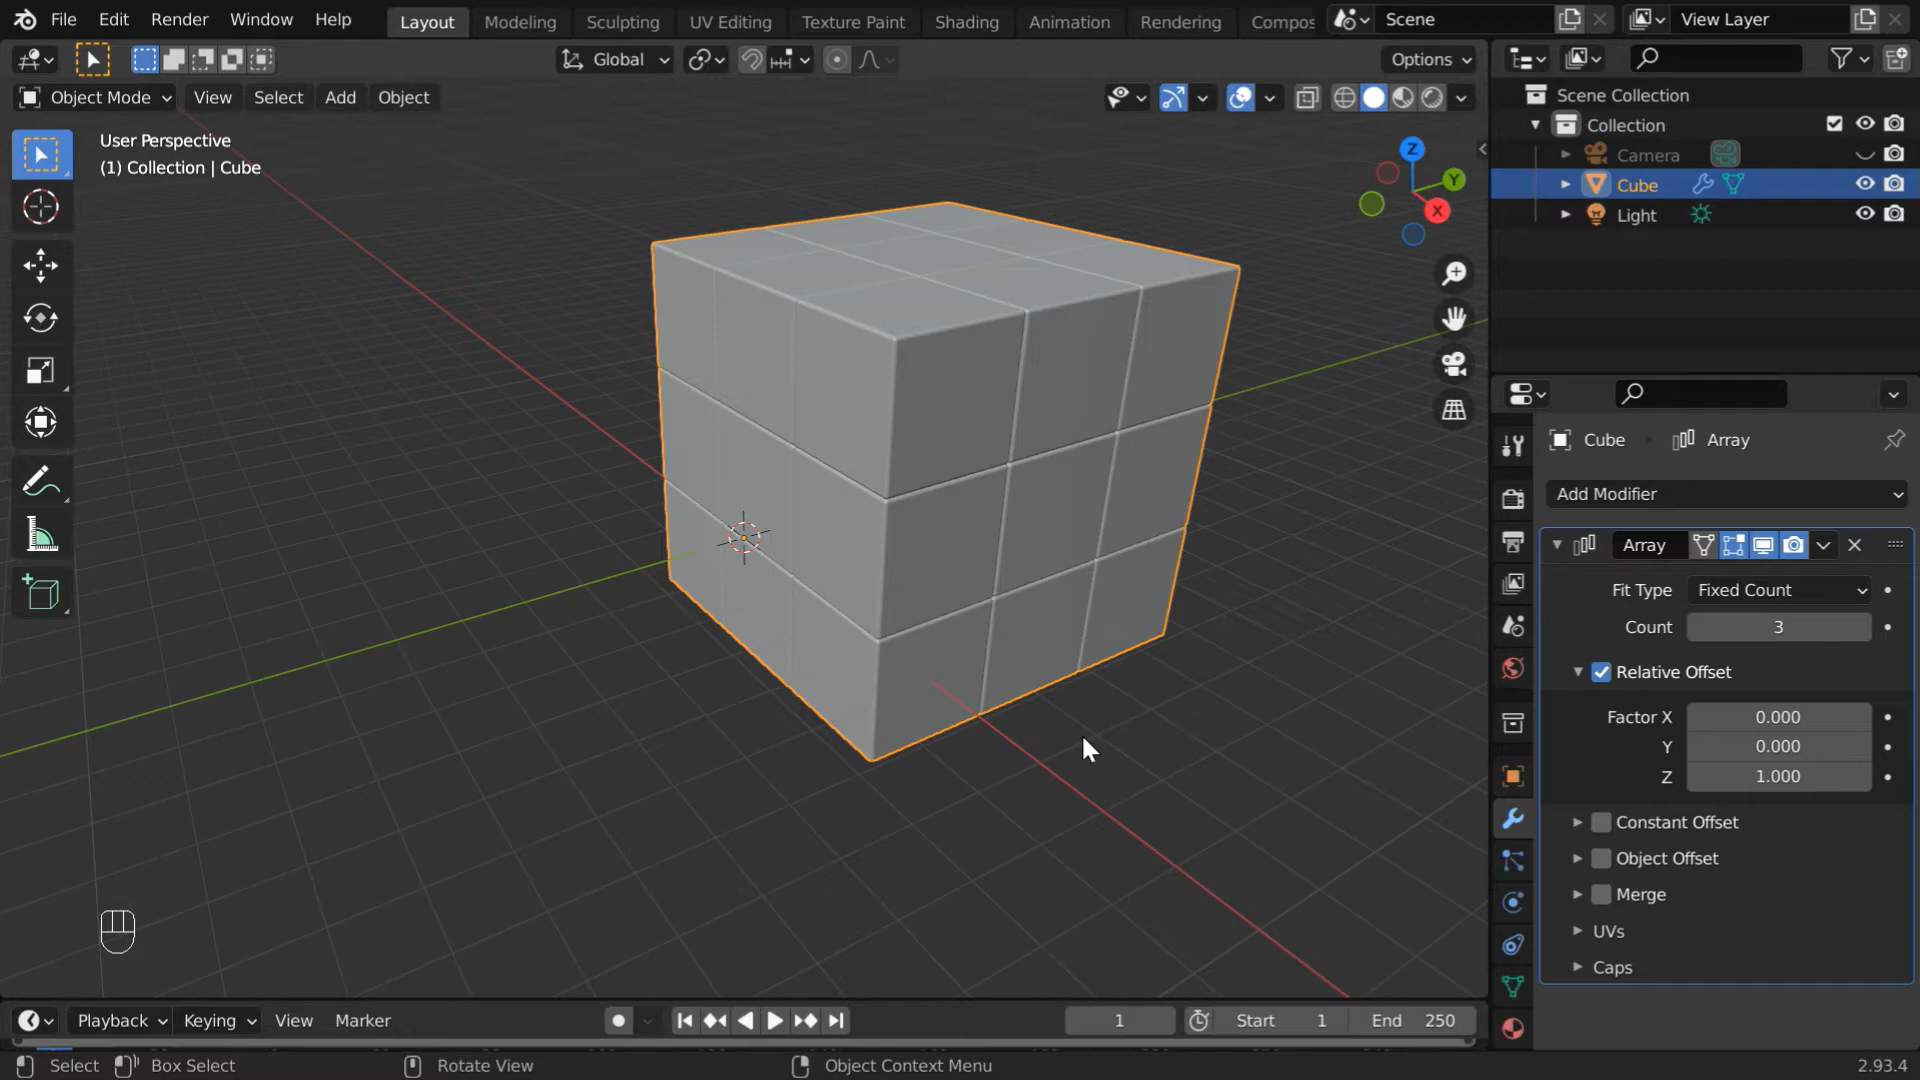 File Edit Render Window Help Layout Modeling Sculpting UV Editing Texture Paint Shading Animation Rendering Compos Scene View Layer
Global Options
Object Mode View Select Add Object
User Perspective
(1) Collection | Cube
Z
Y
X
Scene Collection
Collection
Camera
Cube
Light
Cube Array
Add Modifier
Array
Fit Type Fixed Count
Count 3
Relative Offset
Factor X 0.000
Y 0.000
Z 1.000
Constant Offset
Object Offset
Merge
UVs
Caps
Playback Keying View Marker 1 Start 1 End 250
Select Box Select Rotate View Object Context Menu 2.93.4